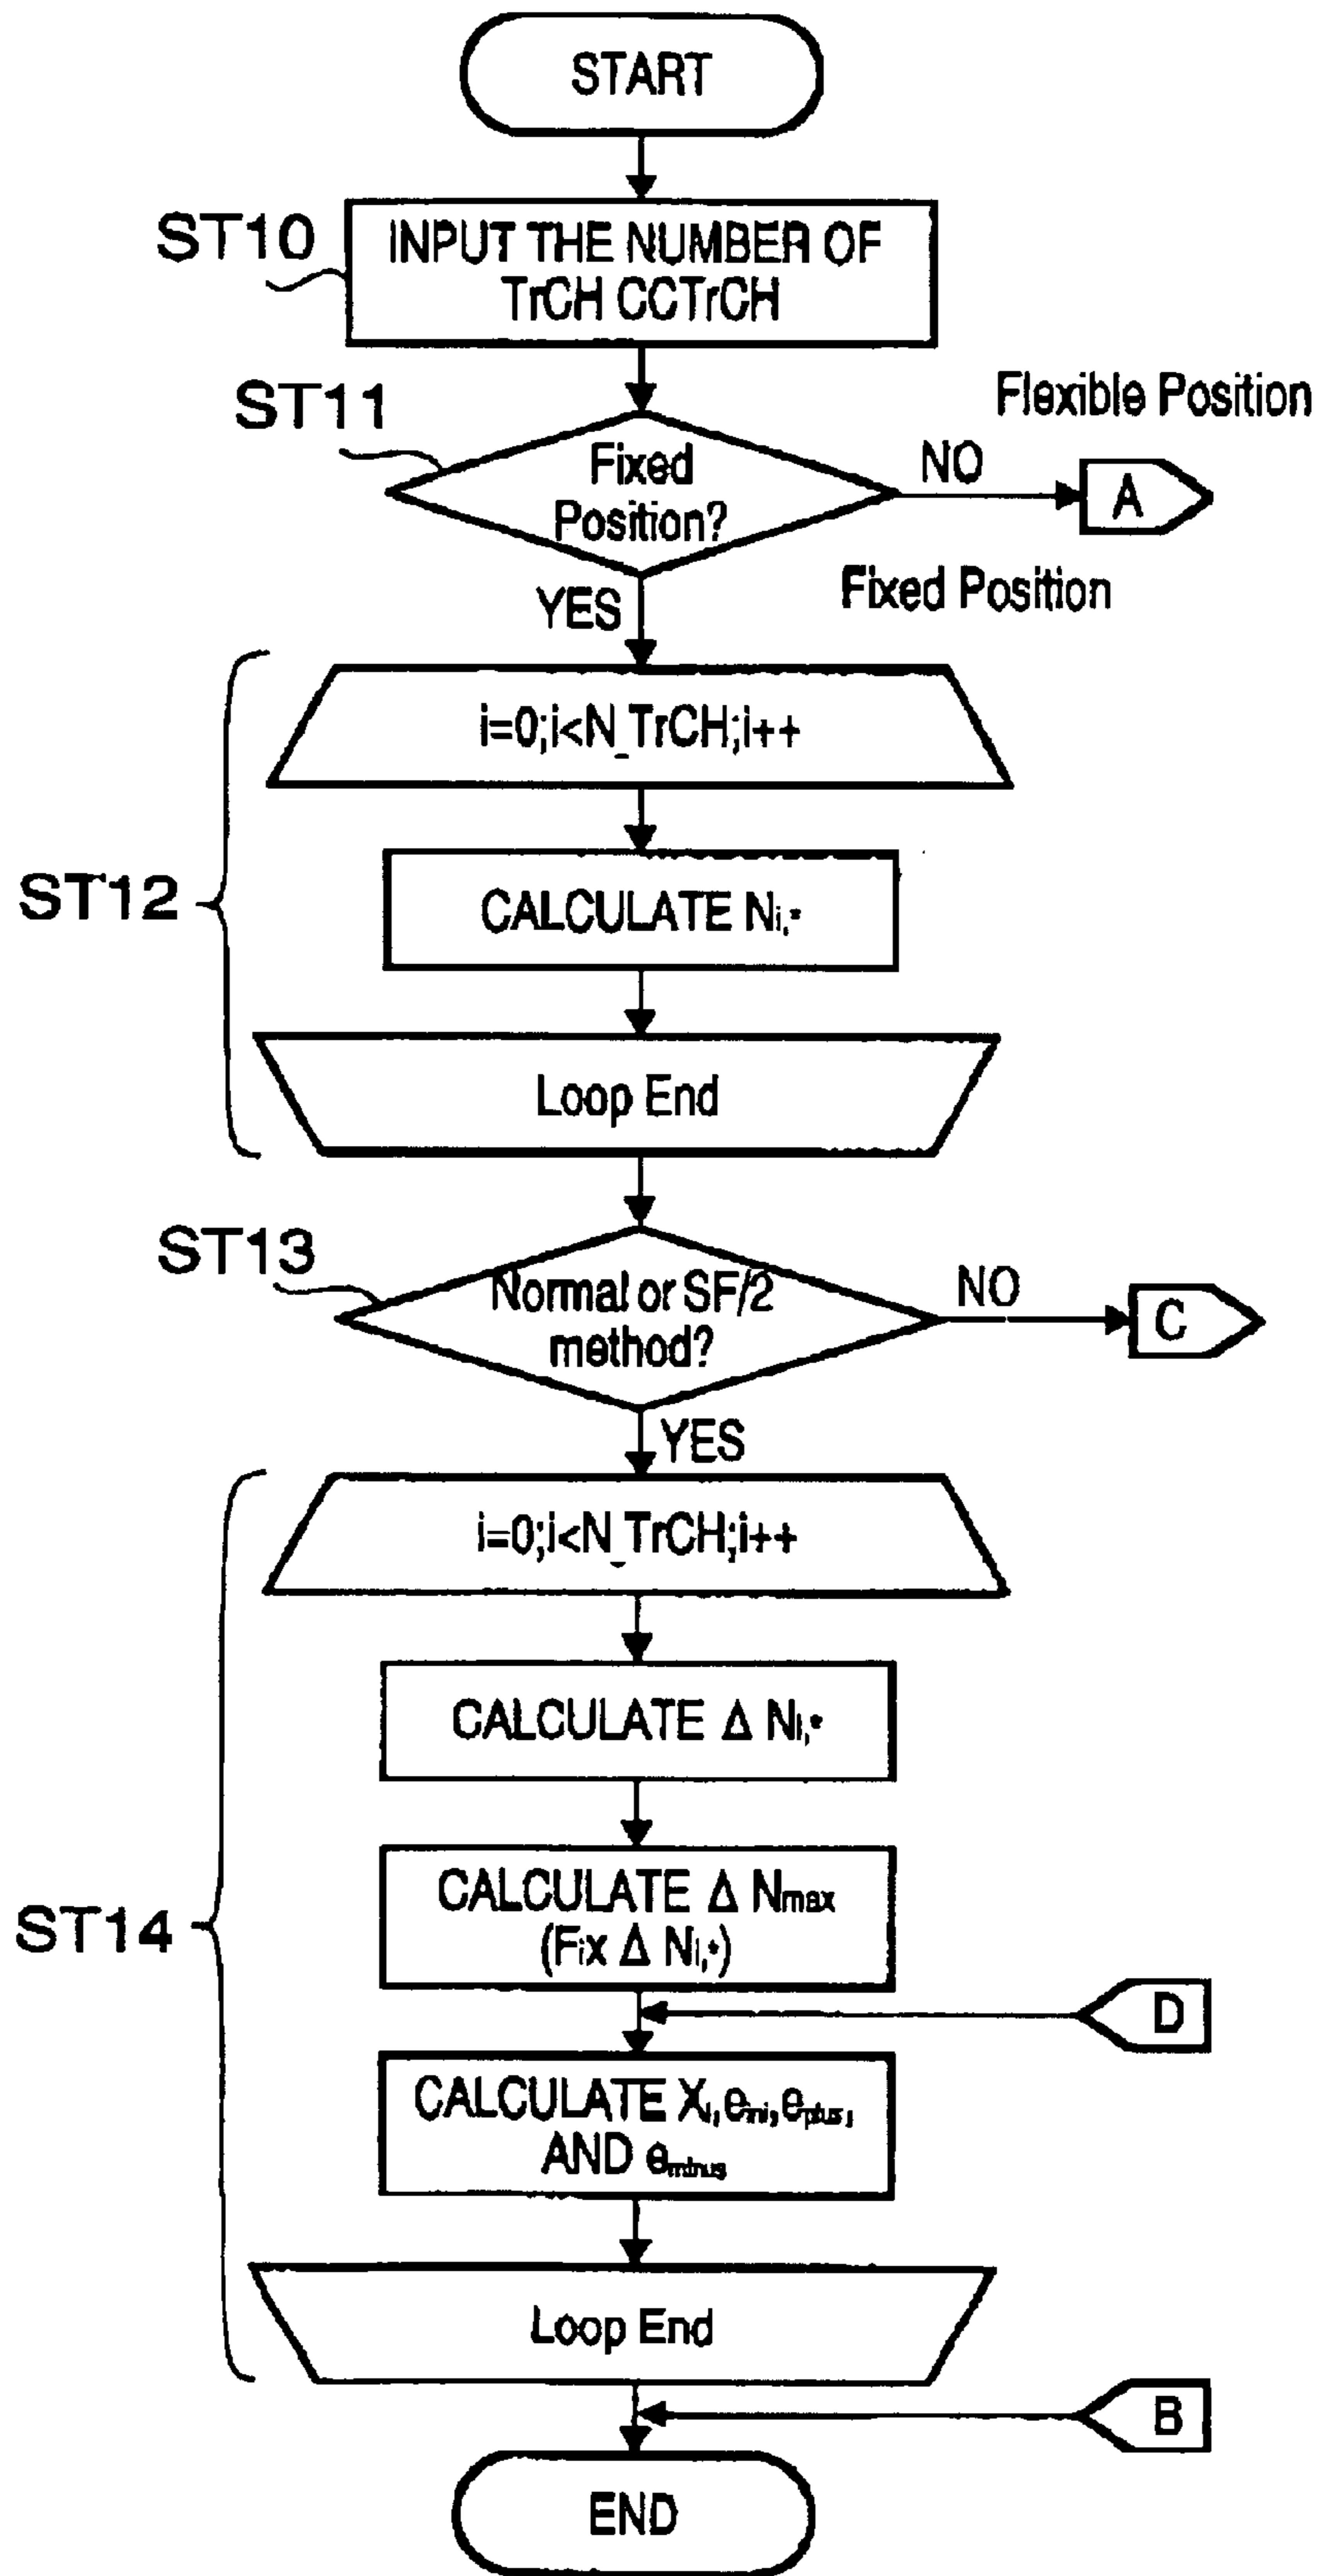 START
ST10
INPUT THE NUMBER OF
TrCH CCTrCH
ST11
Flexible Position
Fixed
Position?
NO
A
YES
Fixed Position
i=0;i<N_TrCH;i++
ST12
CALCULATE Ni,*
Loop End
ST13
Normal or SF/2
method?
NO
C
YES
i=0;i<N_TrCH;i++
CALCULATE Δ Ni,*
ST14
CALCULATE Δ Nmax
(Fix Δ Ni,*)
D
CALCULATE Xi, eini, eplus,
AND eminus
Loop End
B
END